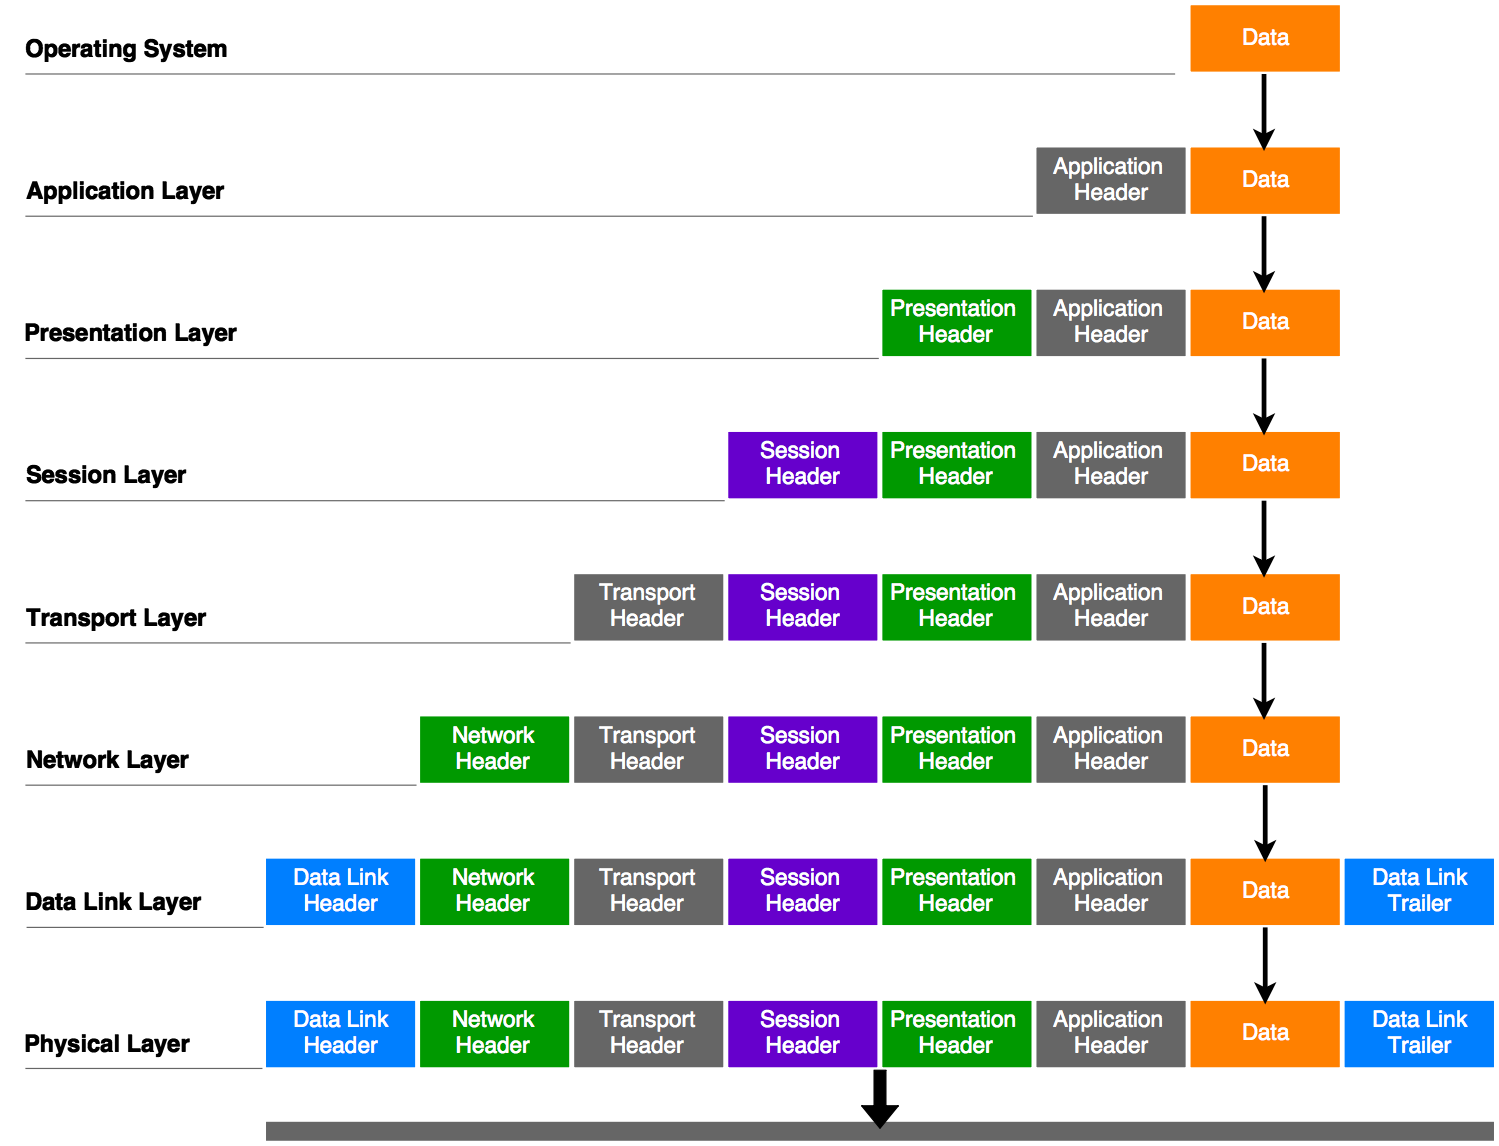 Operating System
Data
Application Layer
Application
Header
Data
Presentation Layer
Presentation
Header
Application
Header
Data
Session Layer
Session
Header
Presentation
Header
Application
Header
Data
Transport Layer
Transport
Header
Session
Header
Presentation
Header
Application
Header
Data
Network Layer
Network
Header
Transport
Header
Session
Header
Presentation
Header
Application
Header
Data
Data Link Layer
Data Link
Header
Network
Header
Transport
Header
Session
Header
Presentation
Header
Application
Header
Data
Data Link
Trailer
Physical Layer
Data Link
Header
Network
Header
Transport
Header
Session
Header
Presentation
Header
Application
Header
Data
Data Link
Trailer